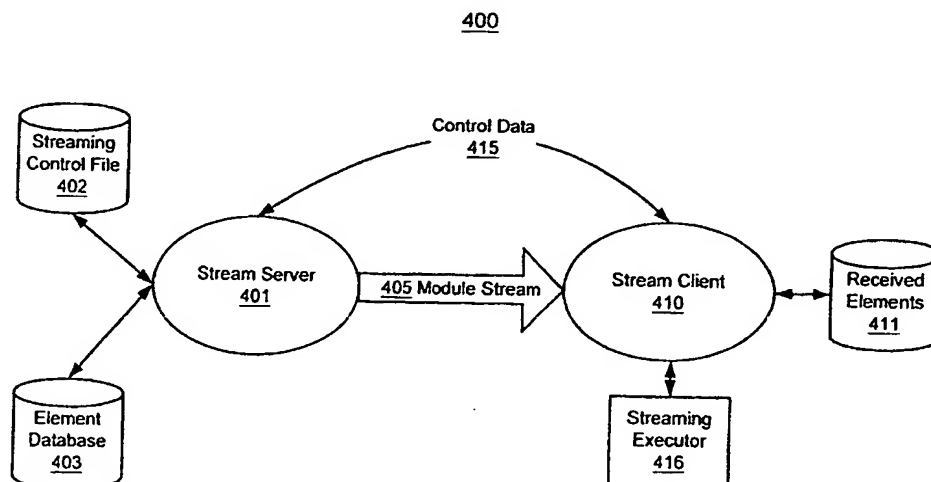 400
Control Data
415
Streaming
Control File
402
Stream Server
401
405 Module Stream
Stream Client
410
Received
Elements
411
Element
Database
403
Streaming
Executor
416